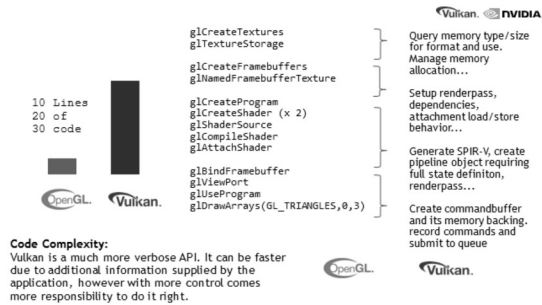 Vulkan. NVIDIA
glCreateTextures
glTextureStorage
glCreateFramebuffers
glNamedFramebufferTexture
glCreateProgram
glCreateShader (x 2)
glShaderSource
glCompileShader
glAttachShader
glBindFramebuffer
glViewPort
glUseProgram
glDrawArrays(GL_TRIANGLES,0,3)
Query memory type/size
for format and use.
Manage memory
allocation...
Setup renderpass,
dependencies,
attachment load/store
behavior...
Generate SPIR-V, create
pipeline object requiring
full state definiton,
renderpass...
Create commandbuffer
and its memory backing.
record commands and
submit to queue
10 Lines
20 of
30 code
OpenGL. Vulkan.
Code Complexity:
Vulkan is a much more verbose API. It can be faster
due to additional information supplied by the
application, however with more control comes
more responsibility to do it right.
OpenGL. Vulkan.